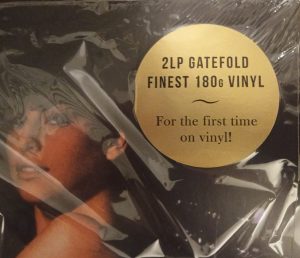 2LP GATEFOLD
FINEST 180G VINYL
For the first time
on vinyl!